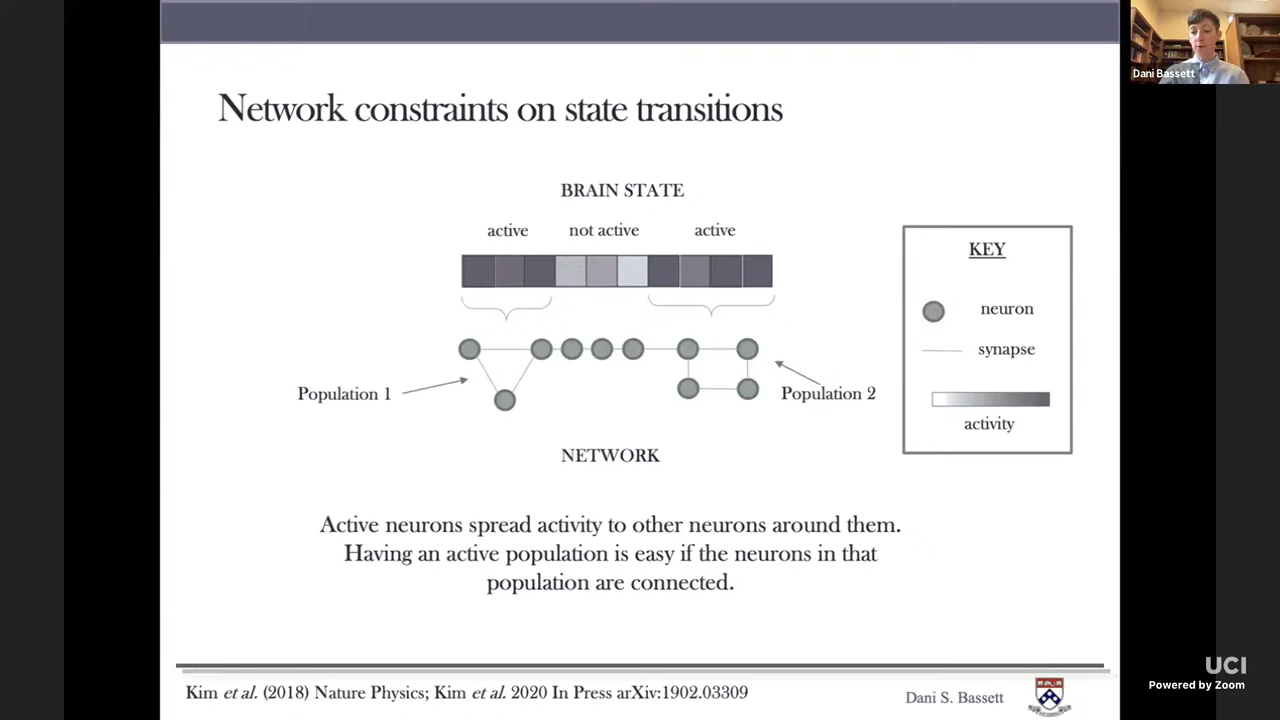 Dani Bassett
Network constraints on state transitions
BRAIN STATE
active not active active
KEY
neuron
synapse
activity
Population 1
Population 2
NETWORK
Active neurons spread activity to other neurons around them.
Having an active population is easy if the neurons in that
population are connected.
Kim et al. (2018) Nature Physics; Kim et al. 2020 In Press arXiv:1902.03309
Dani S. Bassett
UCI
Powered by Zoom